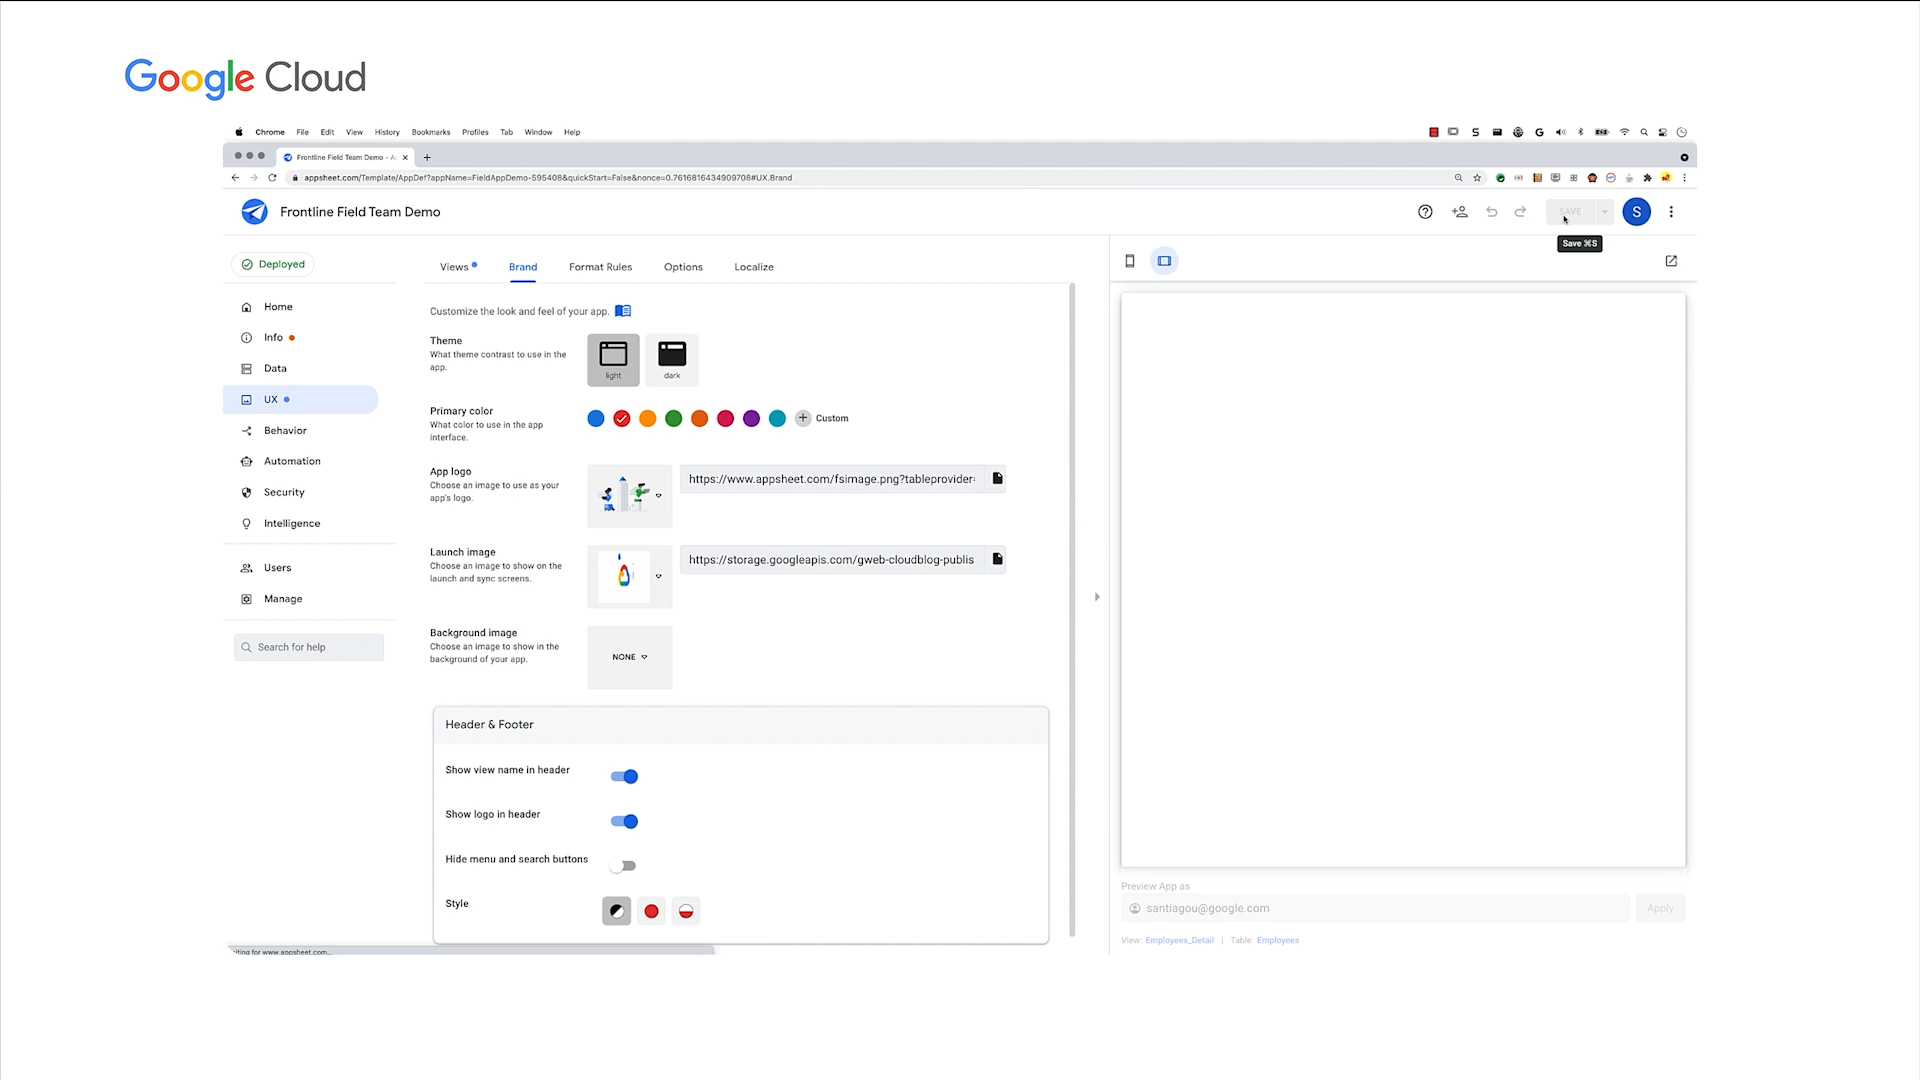 Google Cloud
Chrome File Edit View History Bookmarks Profiles Tab Window Help
Frontline Field Team Demo - A
appsheet.com/Template/AppDef?appName=FieldAppDemo-595408&quickStart=False&nonce=0.7616816434909708#UX.Brand
Frontline Field Team Demo
SAVE
S
Save ⌘S
Deployed
Views Brand Format Rules Options Localize
Home
Info
Data
UX
Behavior
Automation
Security
Intelligence
Users
Manage
Search for help
Customize the look and feel of your app.
Theme
What theme contrast to use in the
app.
light
dark
Primary color
What color to use in the app
interface.
Custom
App logo
Choose an image to use as your
app's logo.
https://www.appsheet.com/fsimage.png?tableprovider=
Launch image
Choose an image to show on the
launch and sync screens.
https://storage.googleapis.com/gweb-cloudblog-publis
Background image
Choose an image to show in the
background of your app.
NONE
Header & Footer
Show view name in header
Show logo in header
Hide menu and search buttons
Style
iting for www.appsheet.com...
Preview App as
santiagou@google.com
Apply
View: Employees_Detail | Table: Employees